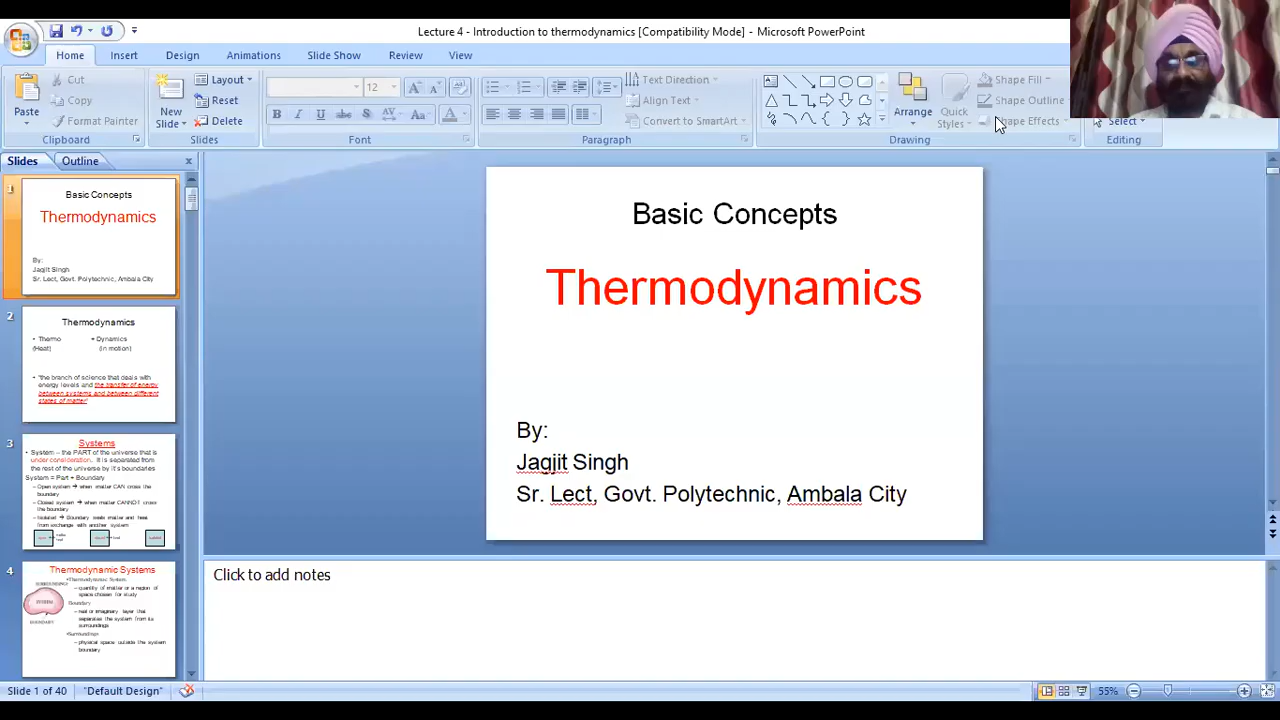 Lecture 4 - Introduction to thermodynamics [Compatibility Mode] - Microsoft PowerPoint
Home Insert Design Animations Slide Show Review View
Paste
Cut
Copy
Format Painter
Clipboard
New Slide
Layout
Reset
Delete
Slides
12
Font
Text Direction
Align Text
Convert to SmartArt
Paragraph
Arrange
Quick Styles
Shape Fill
Shape Outline
Shape Effects
Drawing
Select
Editing
Slides Outline
1
Basic Concepts
Thermodynamics
By:
Jagjit Singh
Sr. Lect, Govt. Polytechnic, Ambala City
2
Thermodynamics
• Thermo + Dynamics
(Heat) (in motion)
• "the branch of science that deals with
energy levels and the transfer of energy
between systems and between different
states of matter"
3
Systems
• System – the PART of the universe that is
under consideration. It is separated from
the rest of the universe by it's boundaries
System = Part + Boundary
– Open system → when matter CAN cross the
boundary
– Closed system → when matter CANNOT cross
the boundary
– Isolated → Boundary seals matter and heat
from exchange with another system
4
Thermodynamic Systems
SURROUNDINGS
SYSTEM
BOUNDARY
•Thermodynamic System
– quantity of matter or a region of
space chosen for study
Boundary
– real or imaginary layer that
separates the system from its
surroundings
•Surroundings
– physical space outside the system
boundary
Basic Concepts
Thermodynamics
By:
Jagjit Singh
Sr. Lect, Govt. Polytechnic, Ambala City
Click to add notes
Slide 1 of 40 "Default Design" 55%